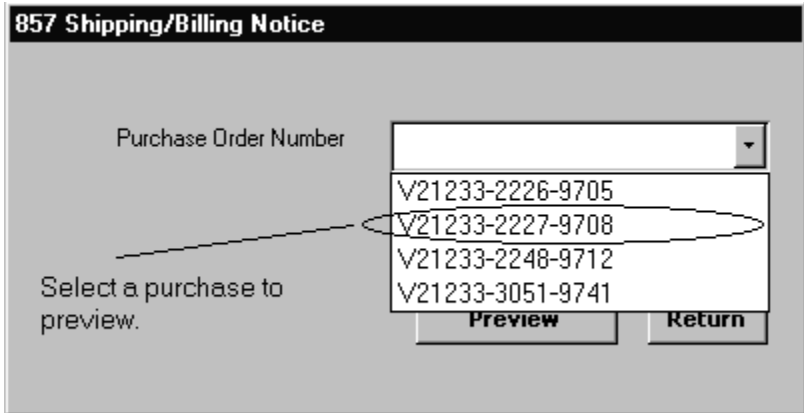 857 Shipping/Billing Notice
Purchase Order Number
V21233-2226-9705
V21233-2227-9708
V21233-2248-9712
V21233-3051-9741
Select a purchase to
preview.
Preview Return